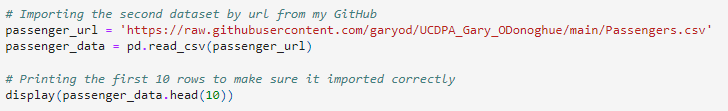 # Importing the second dataset by url from my GitHub
passenger_url = 'https://raw.githubusercontent.com/garyod/UCDPA_Gary_ODonoghue/main/Passengers.csv'
passenger_data = pd.read_csv(passenger_url)
# Printing the first 10 rows to make sure it imported correctly
display(passenger_data.head(10))